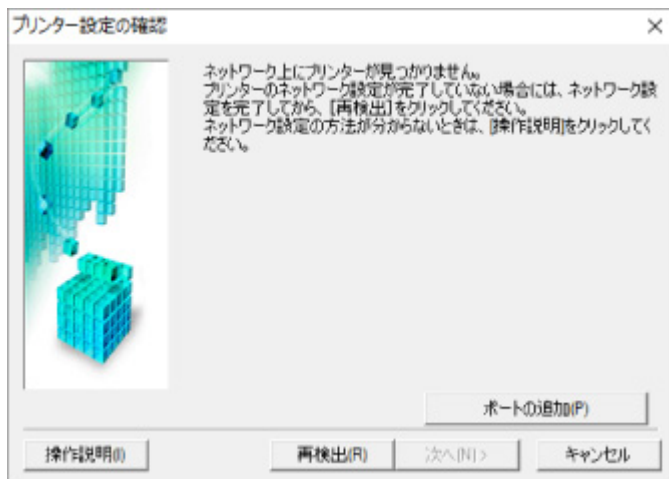 プリンター設定の確認
ネットワーク上にプリンターが見つかりません。
プリンターのネットワーク設定が完了していない場合には、ネットワーク設
定を完了してから、[再検出]をクリックしてください。
ネットワーク設定の方法が分からないときは、[操作説明]をクリックしてく
ださい。
ポートの追加(P)
操作説明(I)
再検出(R)
次へ(N)>
キャンセル